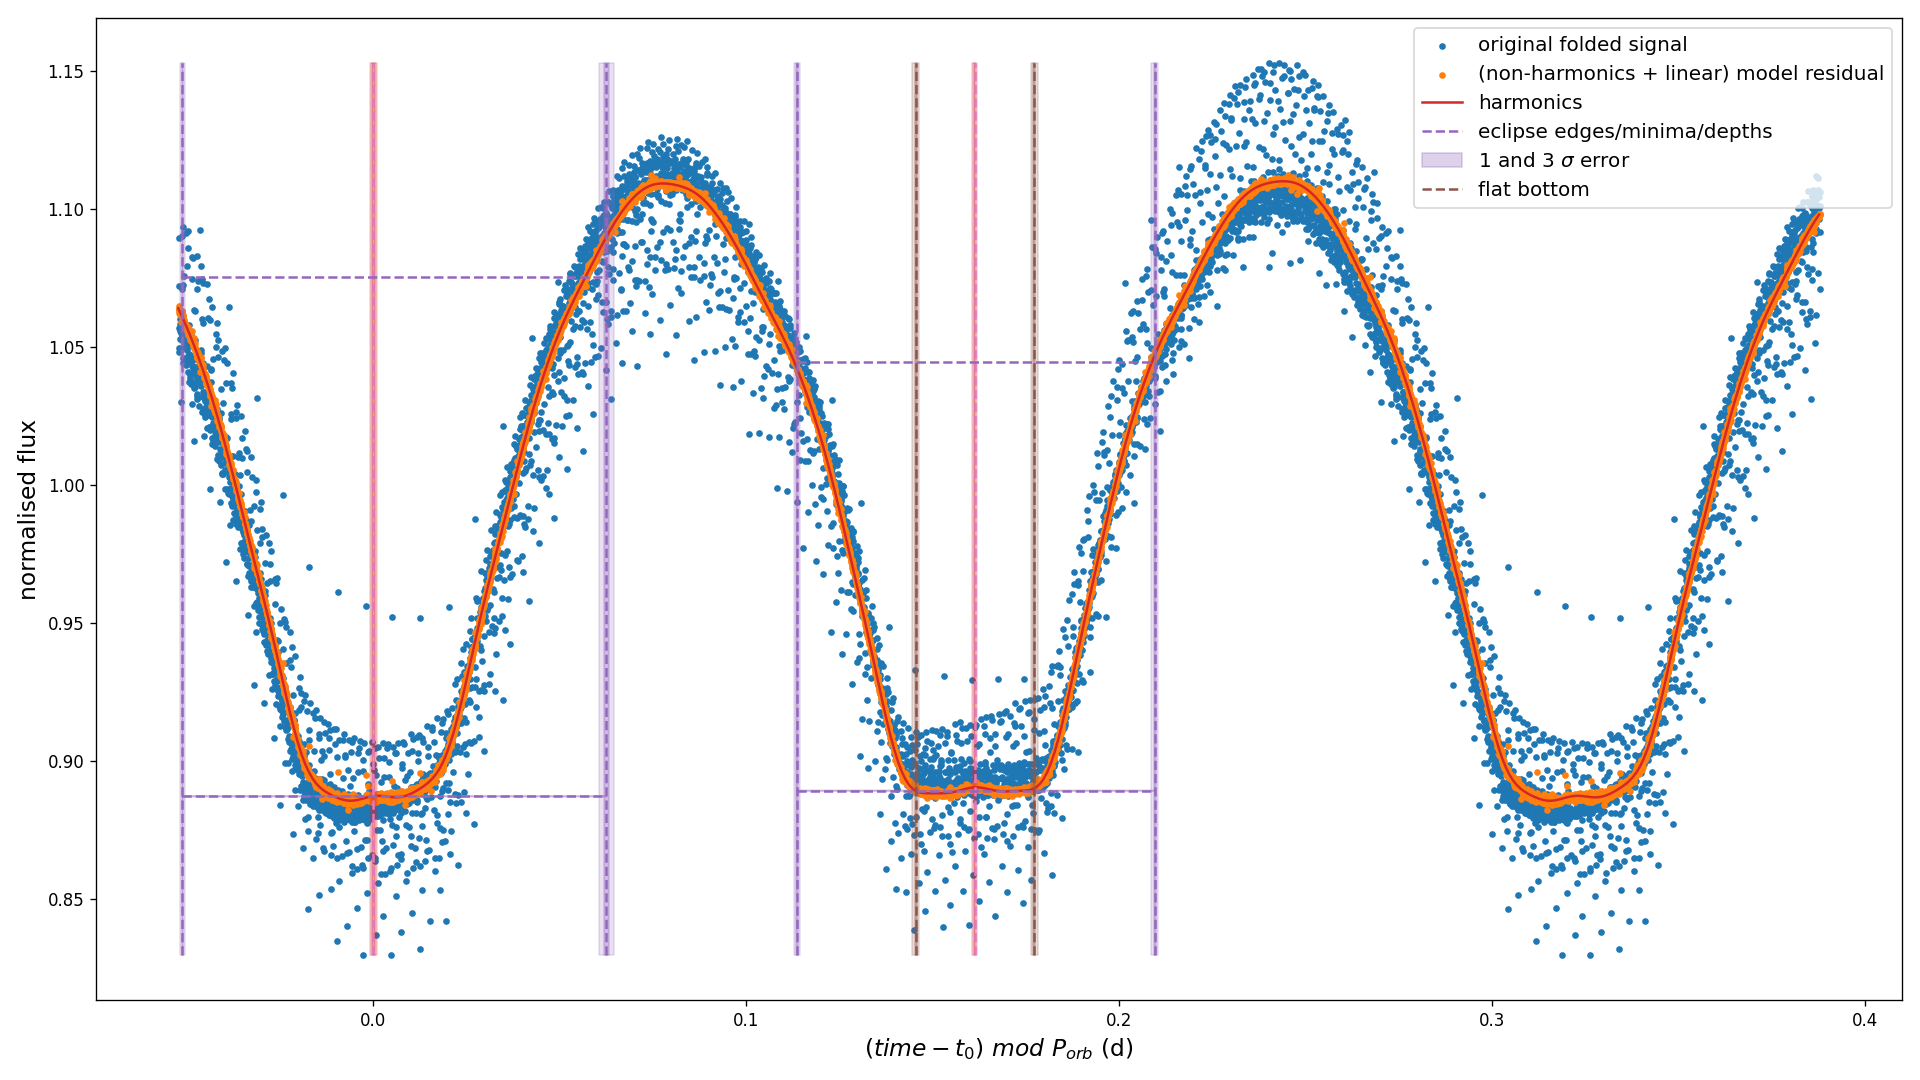 original folded signal
(non-harmonics + linear) model residual
harmonics
eclipse edges/minima/depths
1 and 3 σ error
flat bottom
normalised flux
1.15
1.10
1.05
1.00
0.95
0.90
0.85
0.0 0.1 0.2 0.3 0.4
(time − t₀) mod P_orb (d)